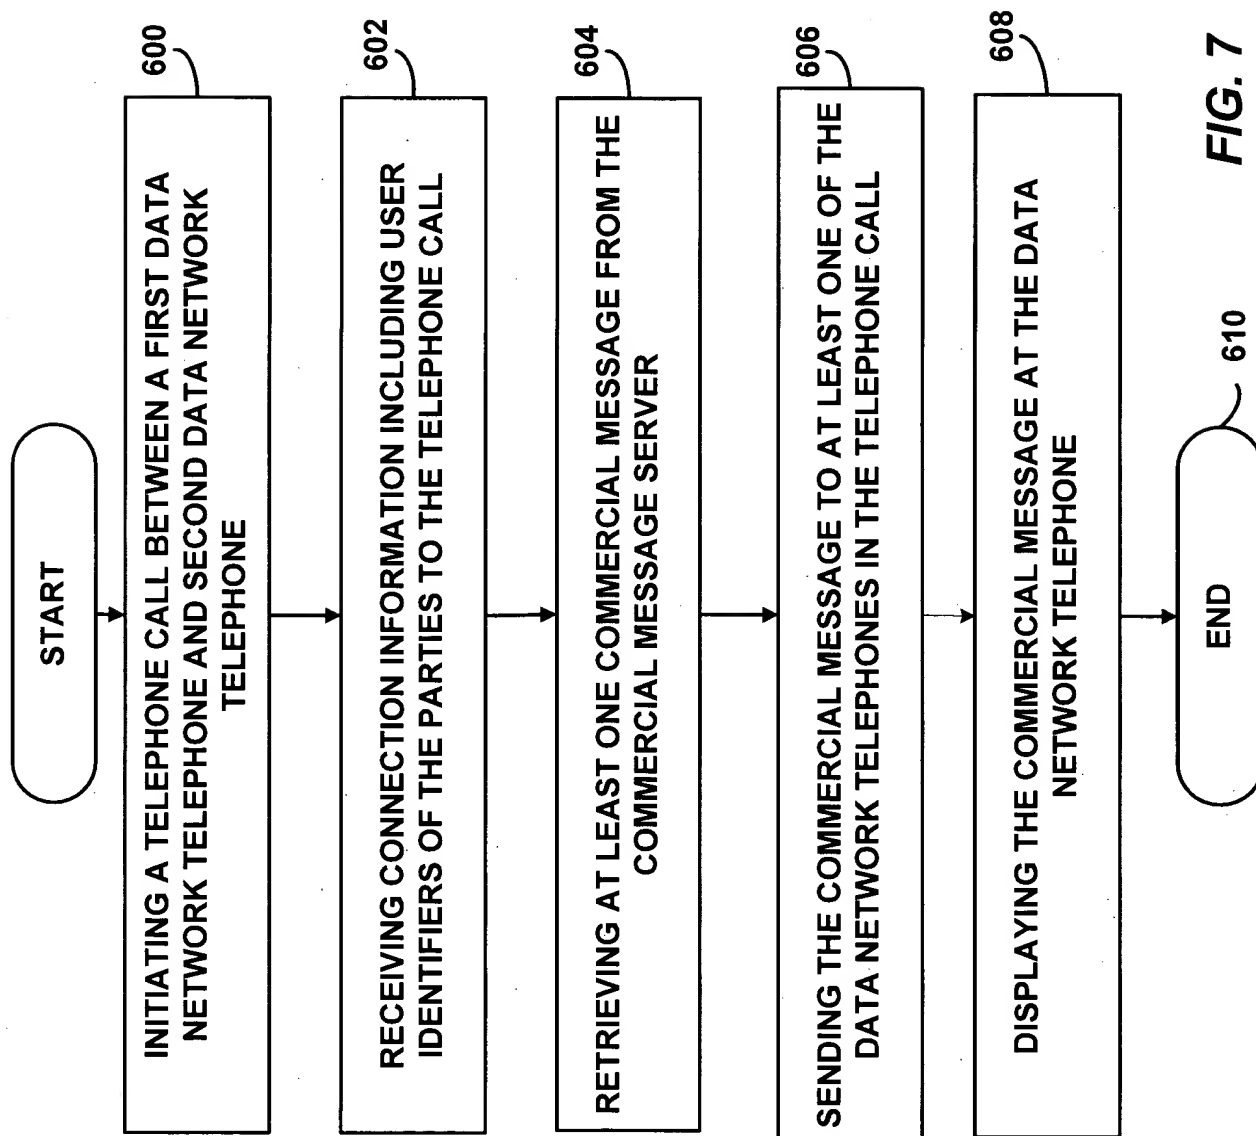 START
600
INITIATING A TELEPHONE CALL BETWEEN A FIRST DATA
NETWORK TELEPHONE AND SECOND DATA NETWORK
TELEPHONE
602
RECEIVING CONNECTION INFORMATION INCLUDING USER
IDENTIFIERS OF THE PARTIES TO THE TELEPHONE CALL
604
RETRIEVING AT LEAST ONE COMMERCIAL MESSAGE FROM THE
COMMERCIAL MESSAGE SERVER
606
SENDING THE COMMERCIAL MESSAGE TO AT LEAST ONE OF THE
DATA NETWORK TELEPHONES IN THE TELEPHONE CALL
608
DISPLAYING THE COMMERCIAL MESSAGE AT THE DATA
NETWORK TELEPHONE
610
END
FIG. 7